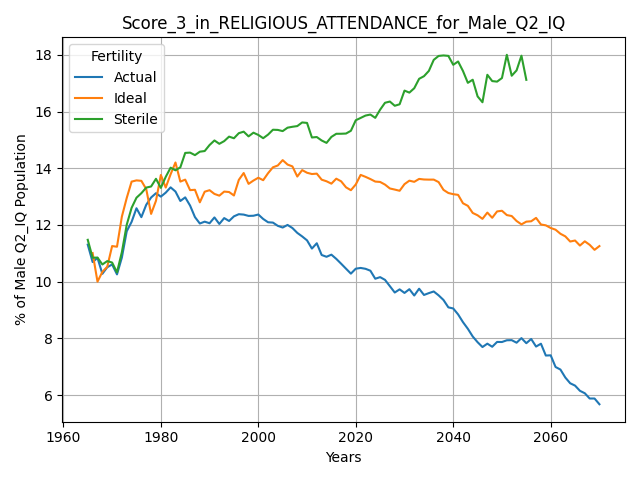 Score_3_in_RELIGIOUS_ATTENDANCE_for_Male_Q2_IQ
Fertility
Actual
Ideal
Sterile
% of Male Q2_IQ Population
18
16
14
12
10
8
6
1960 1980 2000 2020 2040 2060
Years